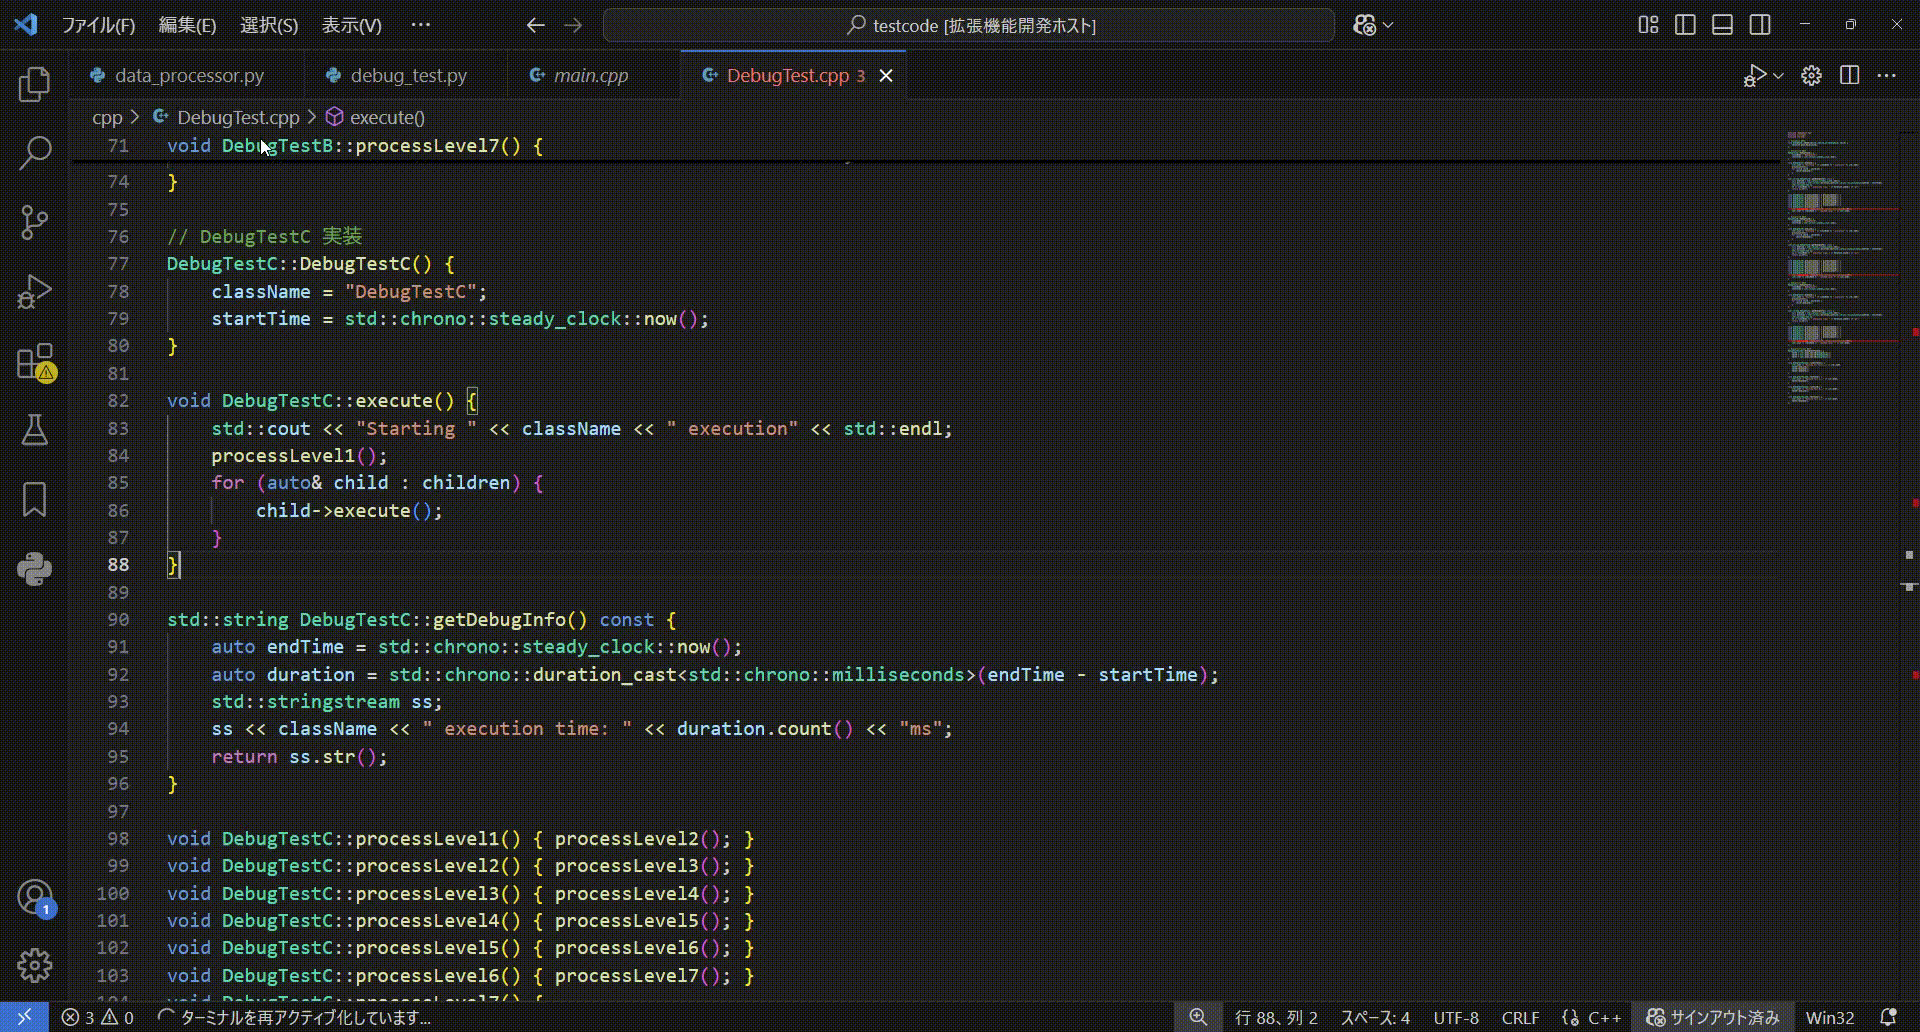 ファイル(F) 編集(E) 選択(S) 表示(V) ··· testcode [拡張機能開発ホスト]
data_processor.py debug_test.py main.cpp DebugTest.cpp 3
cpp > DebugTest.cpp > execute()
71 void DebugTestB::processLevel7() {
74 }
75
76 // DebugTestC 実装
77 DebugTestC::DebugTestC() {
78 className = "DebugTestC";
79 startTime = std::chrono::steady_clock::now();
80 }
81
82 void DebugTestC::execute() {
83 std::cout << "Starting " << className << " execution" << std::endl;
84 processLevel1();
85 for (auto& child : children) {
86 child->execute();
87 }
88 }
89
90 std::string DebugTestC::getDebugInfo() const {
91 auto endTime = std::chrono::steady_clock::now();
92 auto duration = std::chrono::duration_cast<std::chrono::milliseconds>(endTime - startTime);
93 std::stringstream ss;
94 ss << className << " execution time: " << duration.count() << "ms";
95 return ss.str();
96 }
97
98 void DebugTestC::processLevel1() { processLevel2(); }
99 void DebugTestC::processLevel2() { processLevel3(); }
100 void DebugTestC::processLevel3() { processLevel4(); }
101 void DebugTestC::processLevel4() { processLevel5(); }
102 void DebugTestC::processLevel5() { processLevel6(); }
103 void DebugTestC::processLevel6() { processLevel7(); }
104 void DebugTestC::processLevel7() {
1
3 0 ターミナルを再アクティブ化しています... 行 88、列 2 スペース: 4 UTF-8 CRLF {} C++ サインアウト済み Win32